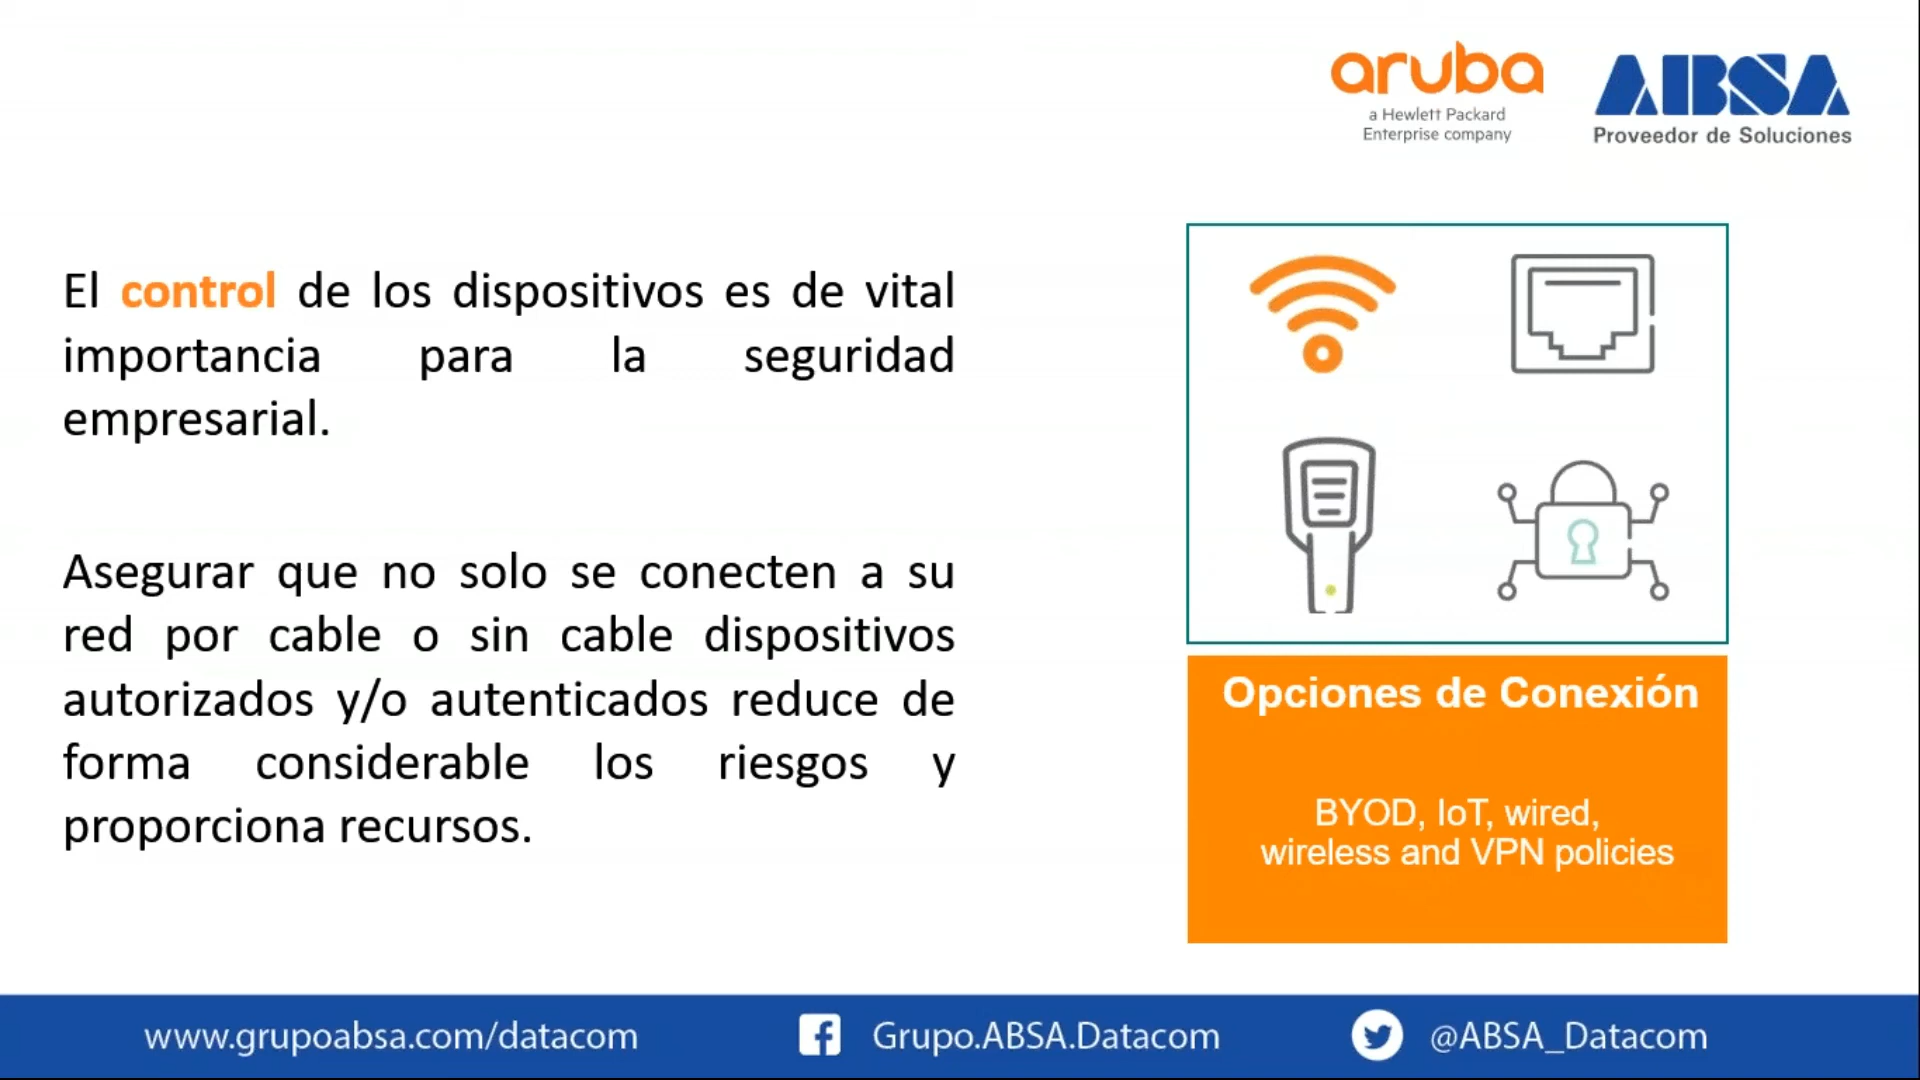 aruba
a Hewlett Packard
Enterprise company
ABSA
Proveedor de Soluciones
El control de los dispositivos es de vital
importancia para la seguridad
empresarial.
Asegurar que no solo se conecten a su
red por cable o sin cable dispositivos
autorizados y/o autenticados reduce de
forma considerable los riesgos y
proporciona recursos.
Opciones de Conexión
BYOD, IoT, wired,
wireless and VPN policies
www.grupoabsa.com/datacom
Grupo.ABSA.Datacom
@ABSA_Datacom